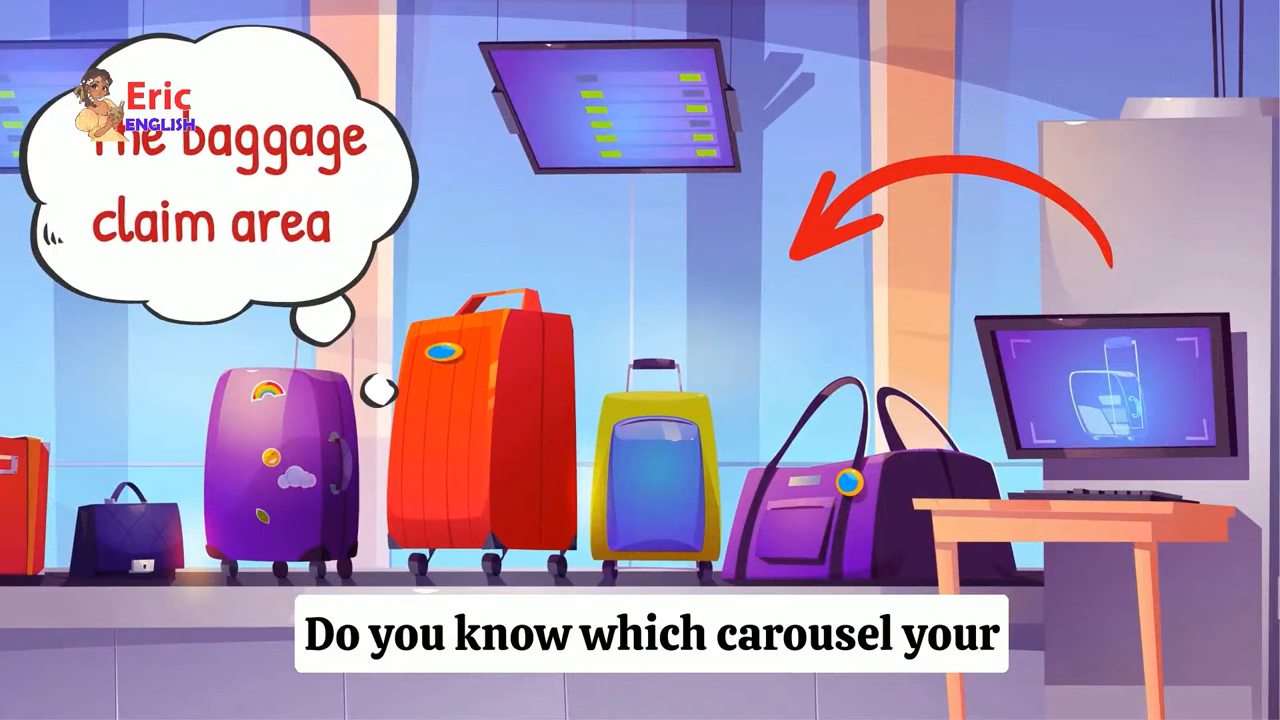 Eric
ENGLISH
The baggage
claim area
Do you know which carousel your